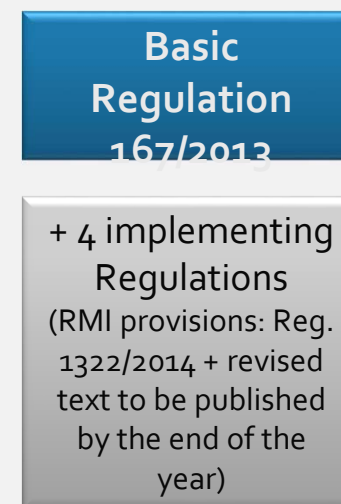 Basic
Regulation
167/2013
+ 4 implementing
Regulations
(RMI provisions: Reg.
1322/2014 + revised
text to be published
by the end of the
year)